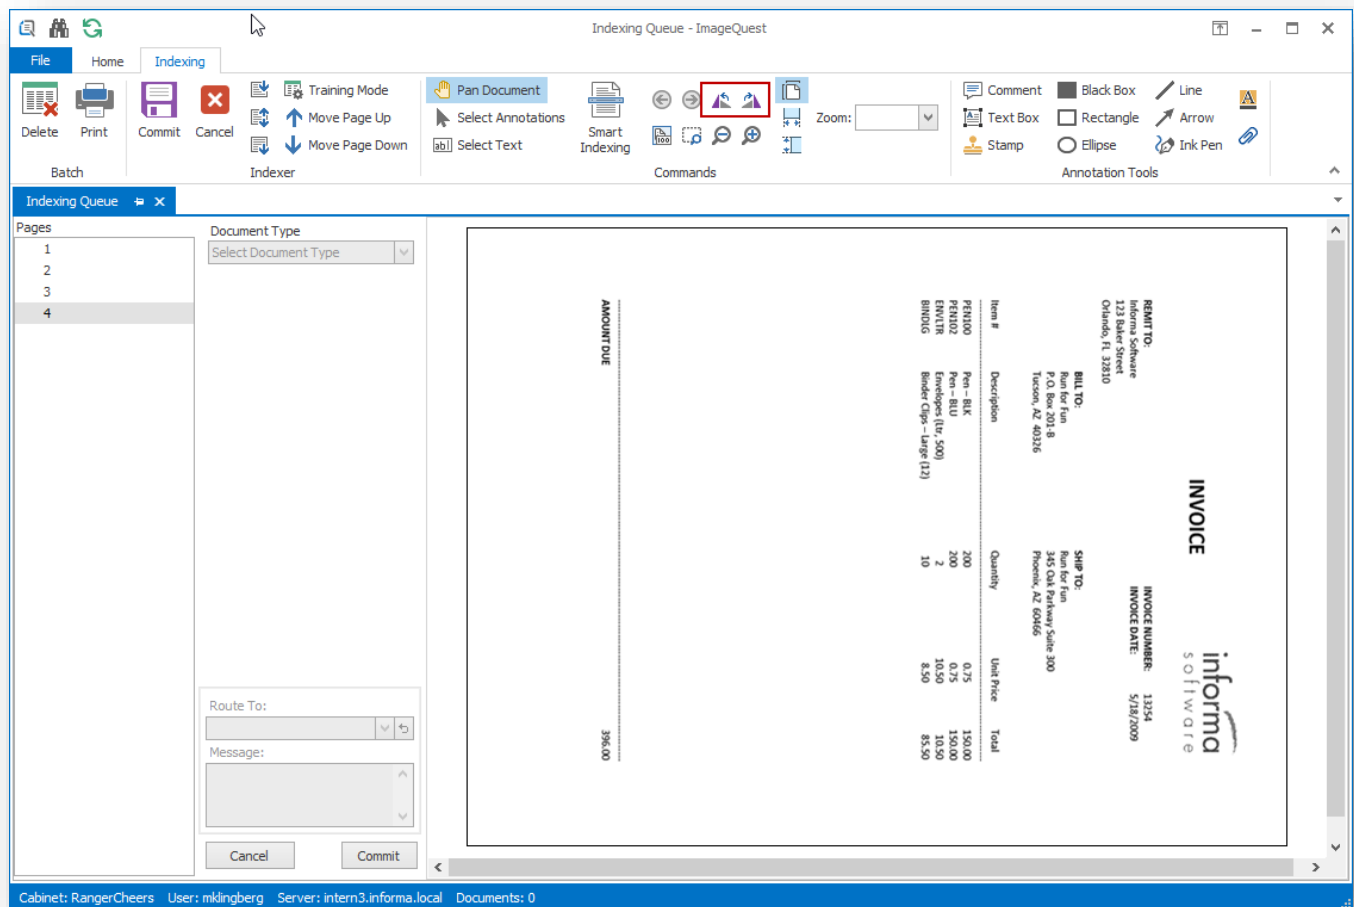 Indexing Queue - ImageQuest
File Home Indexing
Delete
Print
Commit
Cancel
Training Mode
Move Page Up
Move Page Down
Pan Document
Select Annotations
Select Text
Smart
Indexing
Zoom:
Comment
Text Box
Stamp
Black Box
Rectangle
Ellipse
Line
Arrow
Ink Pen
Batch
Indexer
Commands
Annotation Tools
Indexing Queue
Pages
1
2
3
4
Document Type
Select Document Type
Route To:
Message:
Cancel
Commit
informa
software
INVOICE
INVOICE NUMBER: 13254
INVOICE DATE: 5/18/2009
REMIT TO:
Informa Software
123 Baker Street
Orlando, FL 32810
BILL TO:
Run for Fun
P.O. Box 201-B
Tucson, AZ 40326
SHIP TO:
Run for Fun
345 Oak Parkway Suite 300
Phoenix, AZ 60466
Item # Description Quantity Unit Price Total
PEN100 Pen – BLK 200 0.75 150.00
PEN102 Pen – BLU 200 0.75 150.00
ENVLTR Envelopes (Ltr, 500) 2 10.50 10.50
BINDLG Binder Clips – Large (12) 10 8.50 85.50
AMOUNT DUE 396.00
Cabinet: RangerCheers User: mklingberg Server: intern3.informa.local Documents: 0